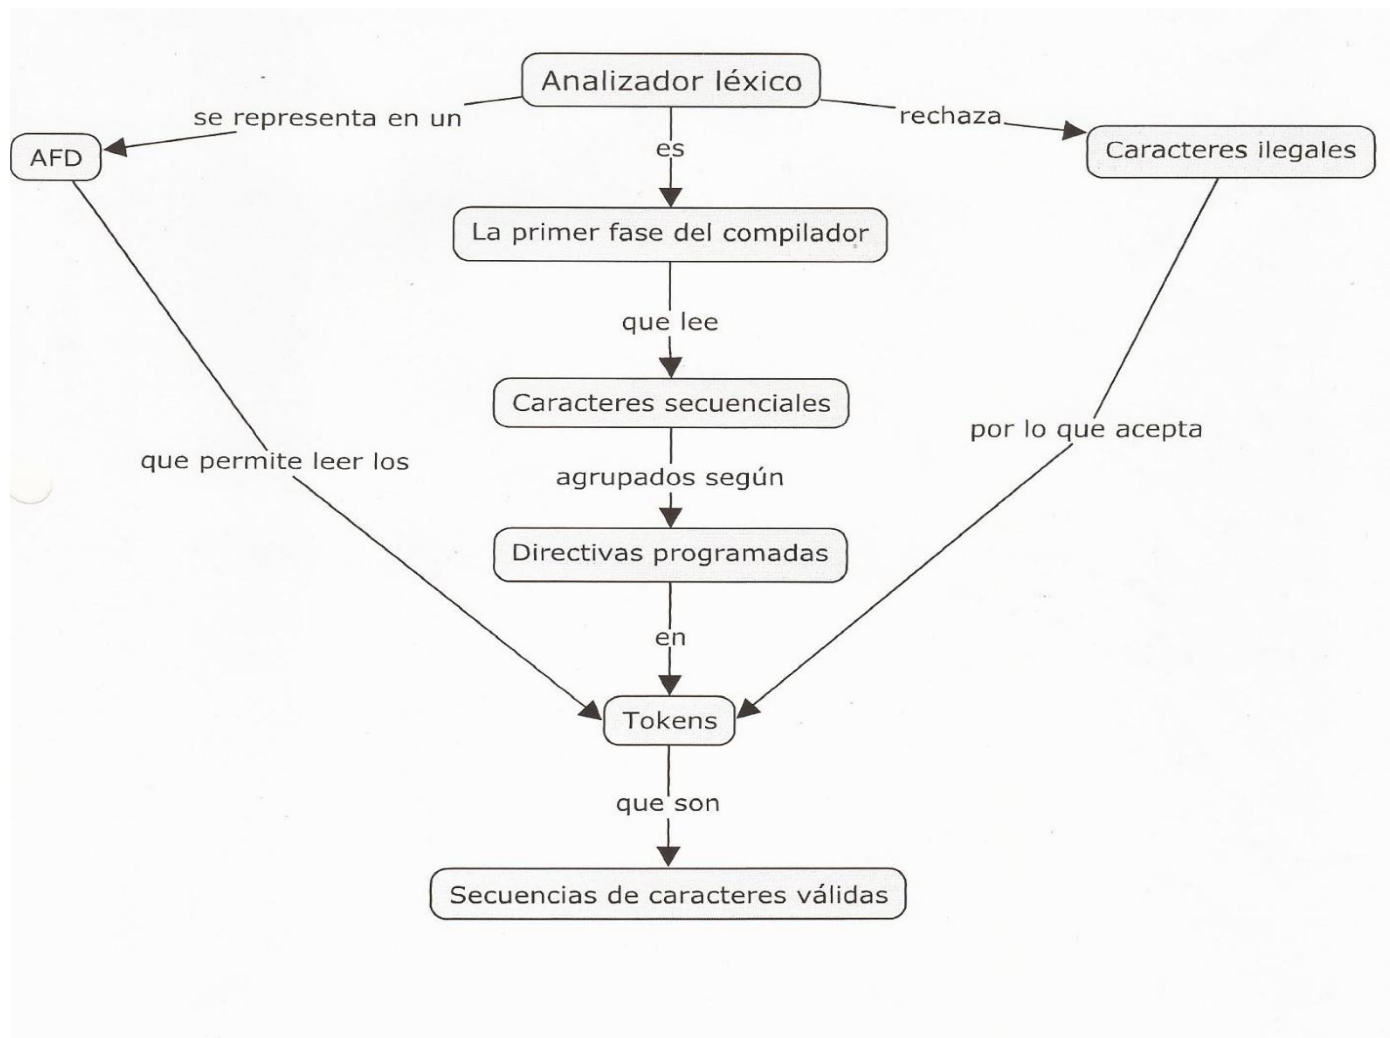 Analizador léxico
se representa en un
rechaza
AFD
es
Caracteres ilegales
La primer fase del compilador
que lee
Caracteres secuenciales
por lo que acepta
que permite leer los
agrupados según
Directivas programadas
en
Tokens
que son
Secuencias de caracteres válidas